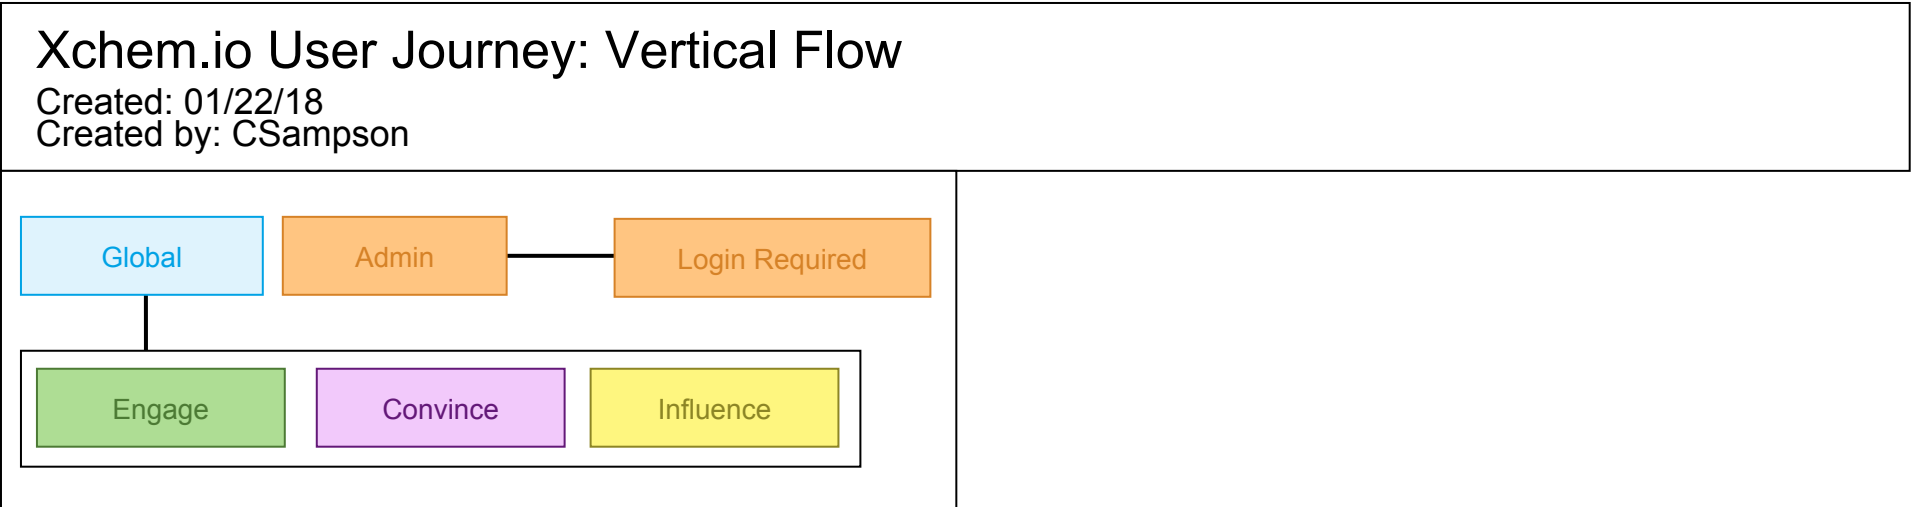 Xchem.io User Journey: Vertical Flow
Created: 01/22/18
Created by: CSampson
Global
Admin
Login Required
Engage
Convince
Influence